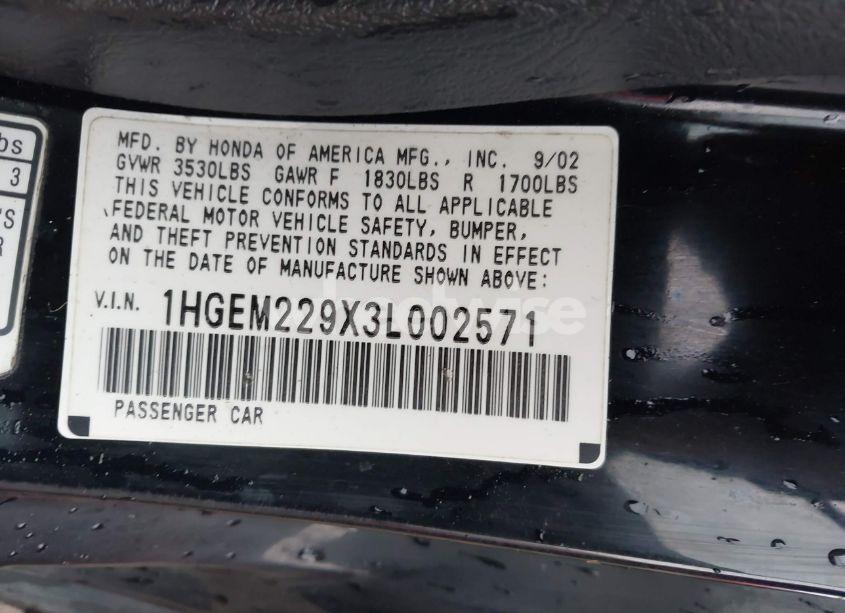 bs
3
'S
R
MFD. BY HONDA OF AMERICA MFG., INC. 9/02
GVWR 3530LBS GAWR F 1830LBS R 1700LBS
THIS VEHICLE CONFORMS TO ALL APPLICABLE
FEDERAL MOTOR VEHICLE SAFETY, BUMPER,
AND THEFT PREVENTION STANDARDS IN EFFECT
ON THE DATE OF MANUFACTURE SHOWN ABOVE:
V.I.N. 1HGEM229X3L002571
PASSENGER CAR